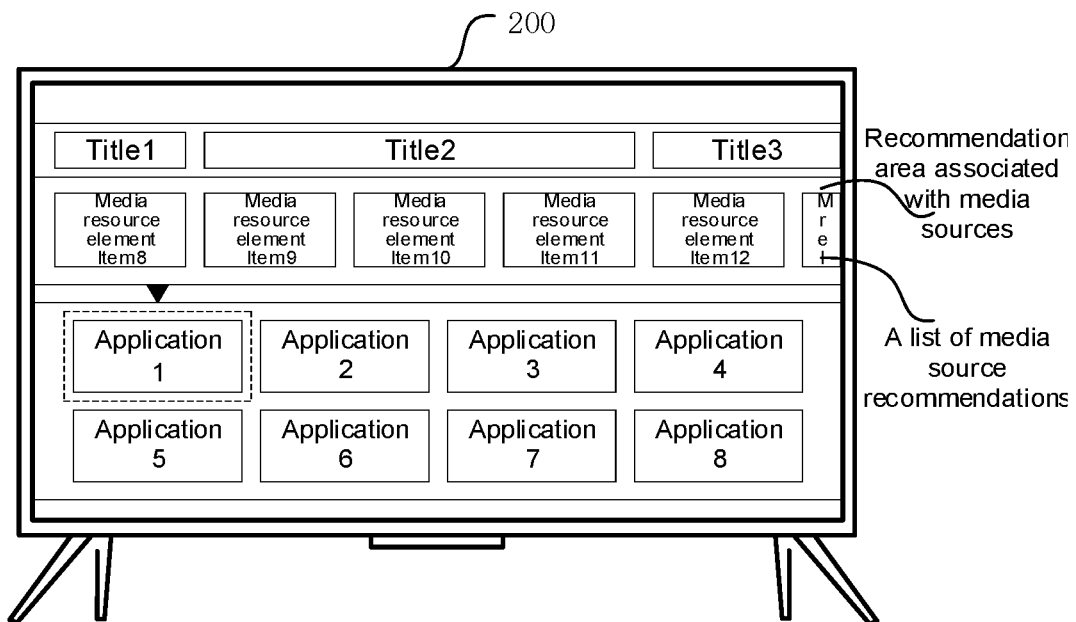 200
Title1
Title2
Title3
Recommendation
area associated
with media
sources
Media
resource
element
Item8
Media
resource
element
Item9
Media
resource
element
Item10
Media
resource
element
Item11
Media
resource
element
Item12
M
r
e
I
Application
1
Application
2
Application
3
Application
4
A list of media
source
recommendations
Application
5
Application
6
Application
7
Application
8